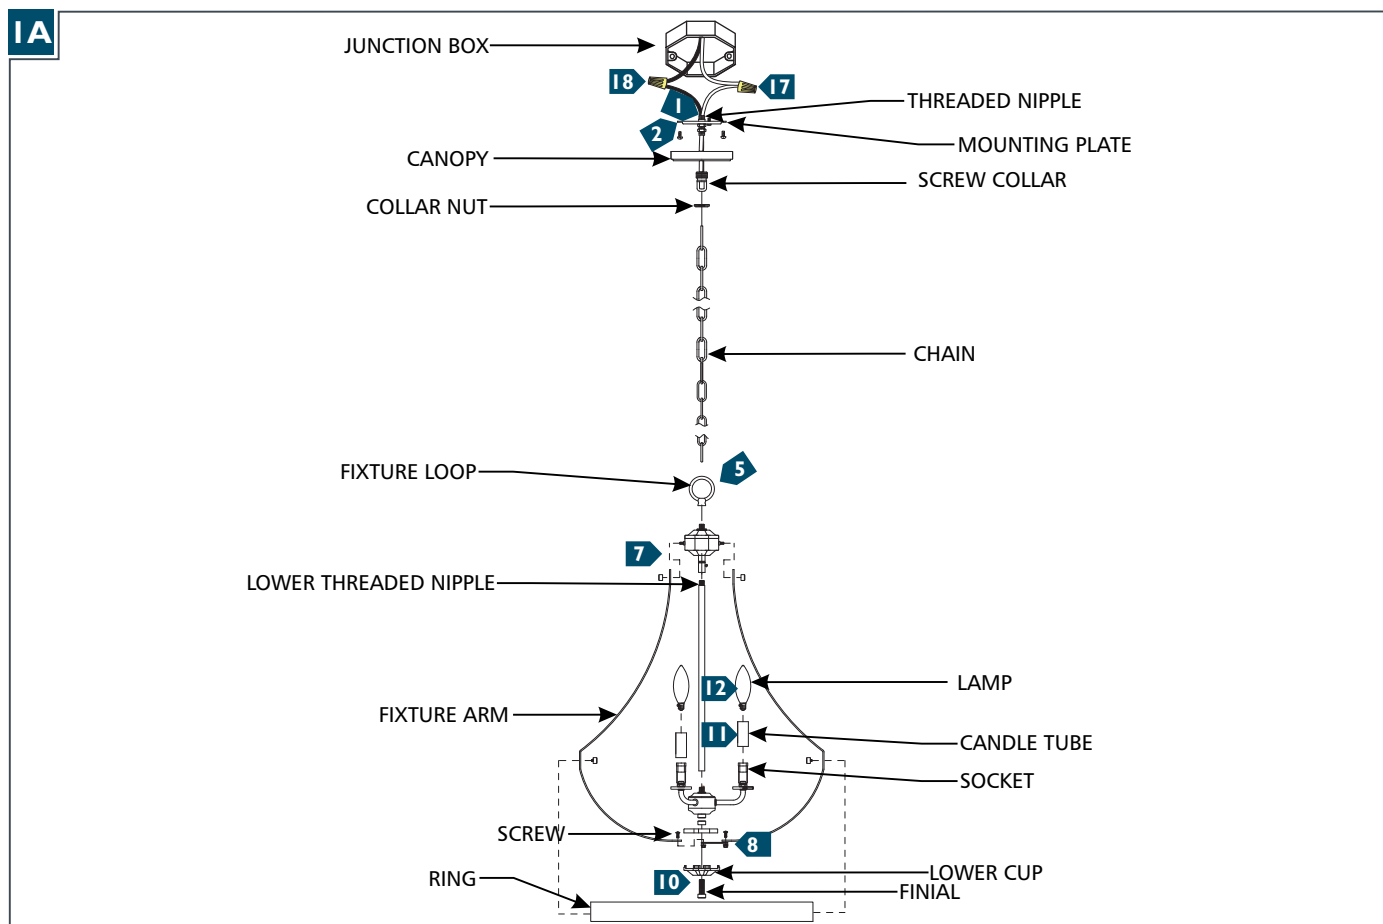 1A
JUNCTION BOX
18
17
1
THREADED NIPPLE
2
MOUNTING PLATE
CANOPY
SCREW COLLAR
COLLAR NUT
CHAIN
5
FIXTURE LOOP
7
LOWER THREADED NIPPLE
12
LAMP
FIXTURE ARM
11
CANDLE TUBE
SOCKET
SCREW
8
LOWER CUP
RING
10
FINIAL